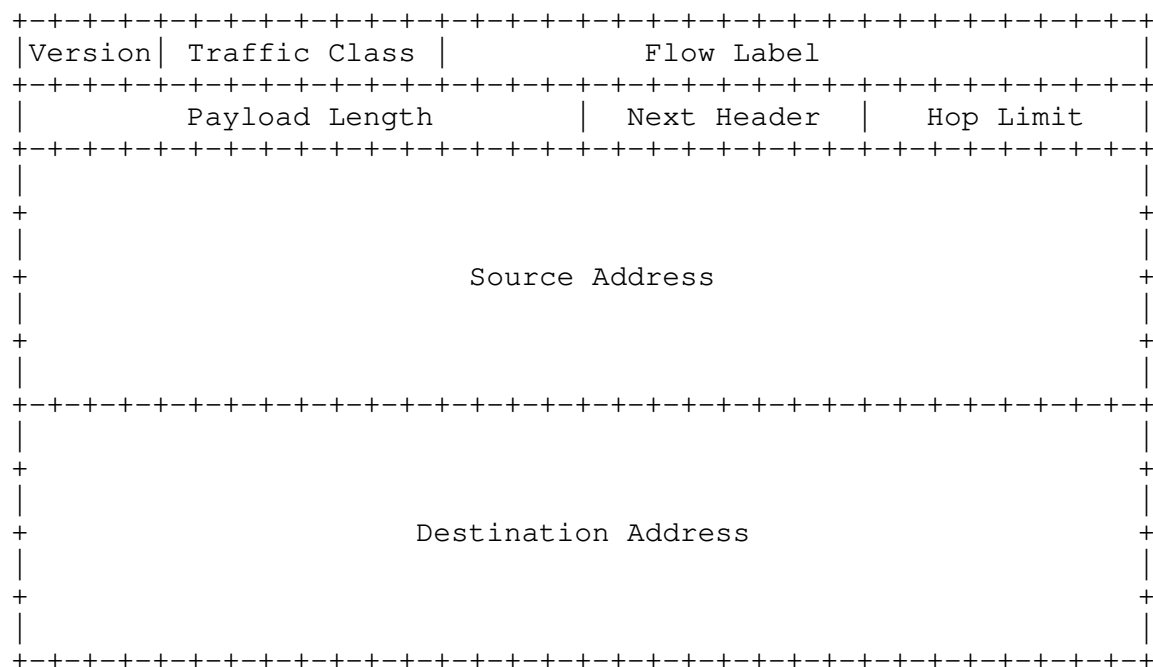 Version Traffic Class Flow Label
Payload Length Next Header Hop Limit
Source Address
Destination Address